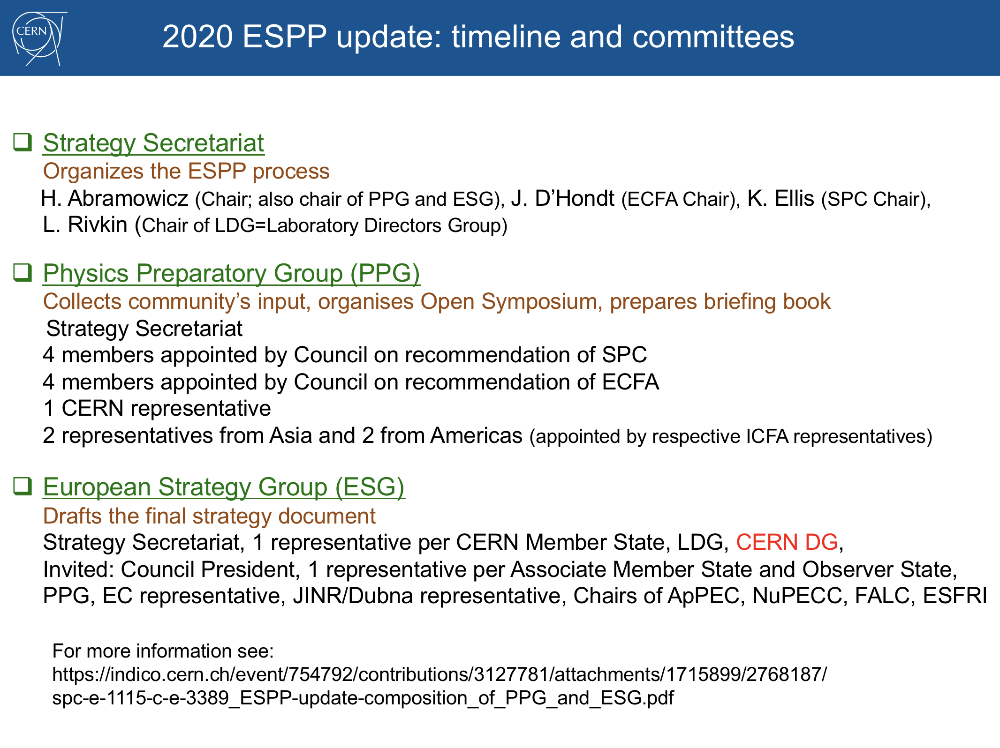 CERN
2020 ESPP update: timeline and committees
❑ Strategy Secretariat
Organizes the ESPP process
H. Abramowicz (Chair; also chair of PPG and ESG), J. D’Hondt (ECFA Chair), K. Ellis (SPC Chair),
L. Rivkin (Chair of LDG=Laboratory Directors Group)
❑ Physics Preparatory Group (PPG)
Collects community’s input, organises Open Symposium, prepares briefing book
Strategy Secretariat
4 members appointed by Council on recommendation of SPC
4 members appointed by Council on recommendation of ECFA
1 CERN representative
2 representatives from Asia and 2 from Americas (appointed by respective ICFA representatives)
❑ European Strategy Group (ESG)
Drafts the final strategy document
Strategy Secretariat, 1 representative per CERN Member State, LDG, CERN DG,
Invited: Council President, 1 representative per Associate Member State and Observer State,
PPG, EC representative, JINR/Dubna representative, Chairs of ApPEC, NuPECC, FALC, ESFRI
For more information see:
https://indico.cern.ch/event/754792/contributions/3127781/attachments/1715899/2768187/
spc-e-1115-c-e-3389_ESPP-update-composition_of_PPG_and_ESG.pdf